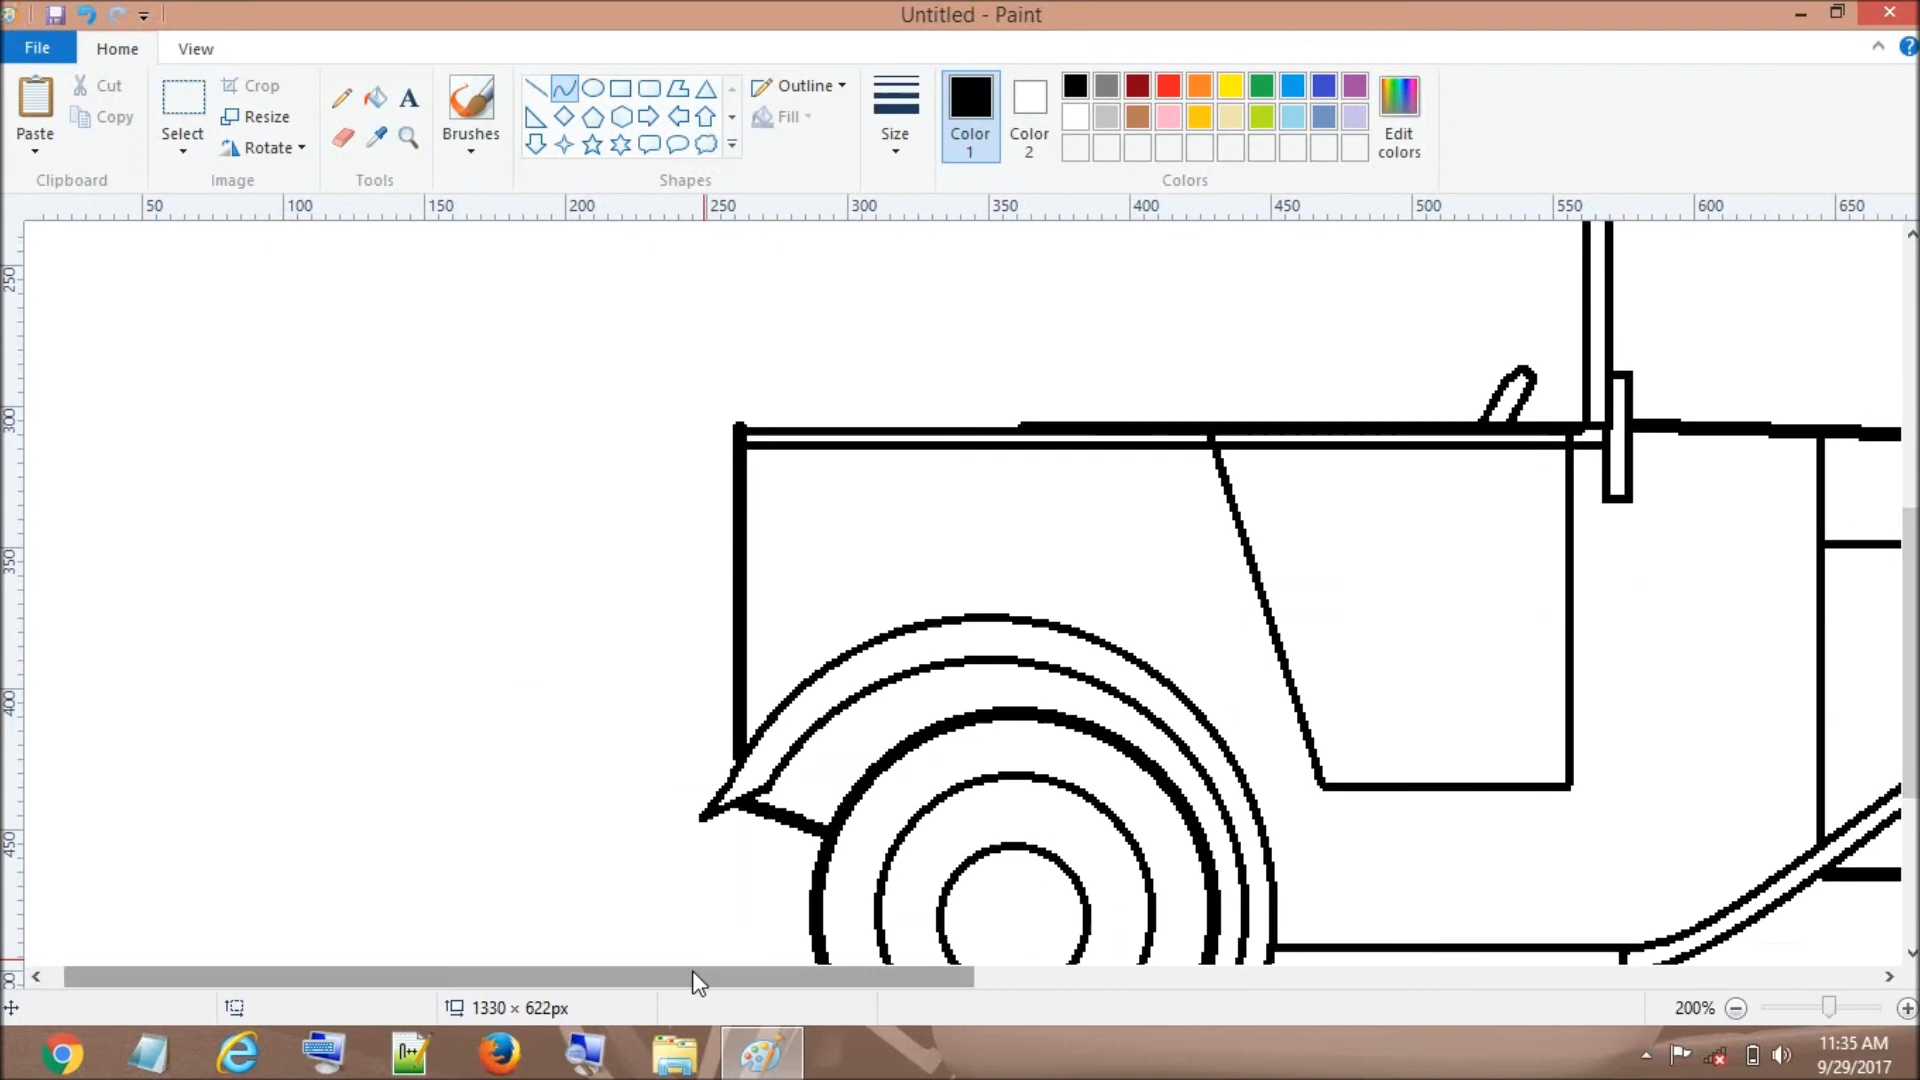 Untitled - Paint
File Home View
Paste
Cut
Copy
Clipboard
Select
Crop
Resize
Rotate
Image
A
Tools
Brushes
Outline
Fill
Shapes
Size
Color 1
Color 2
Edit colors
Colors
50 100 150 200 250 300 350 400 450 500 550 600 650
250
300
350
400
450
1330 × 622px
200%
11:35 AM
9/29/2017